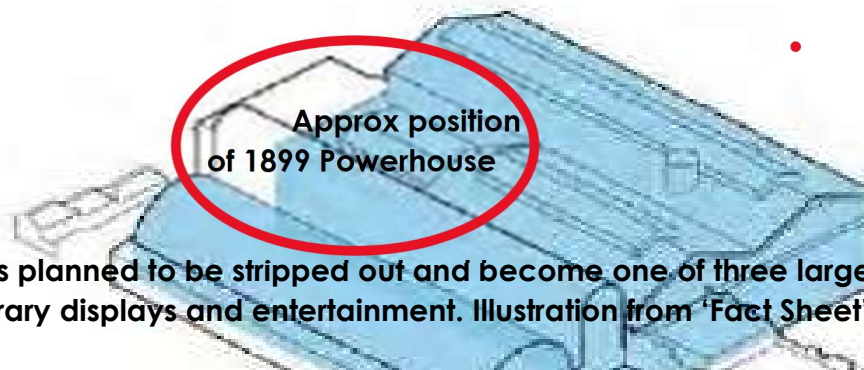 Approx position
of 1899 Powerhouse
s planned to be stripped out and become one of three large
rary displays and entertainment. Illustration from ‘Fact Sheet’